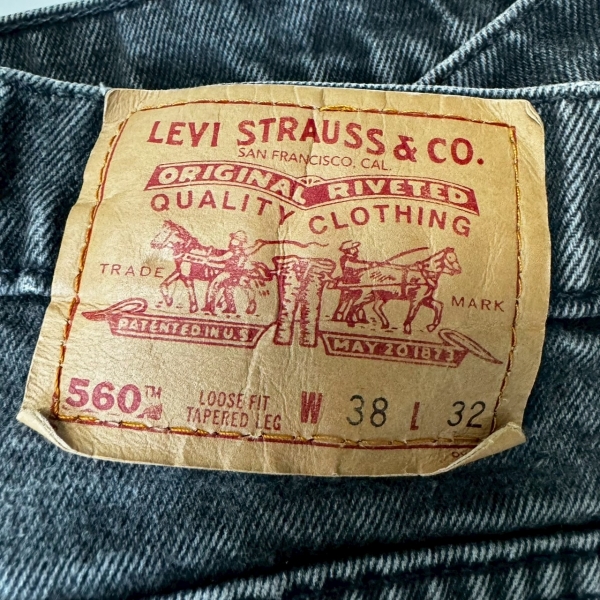 LEVI STRAUSS & CO.
SAN FRANCISCO, CAL.
ORIGINAL RIVETED
QUALITY CLOTHING
TRADE MARK
PATENTED IN U.S MAY 20 1873
560™ LOOSE FIT
TAPERED LEG
W 38 L 32